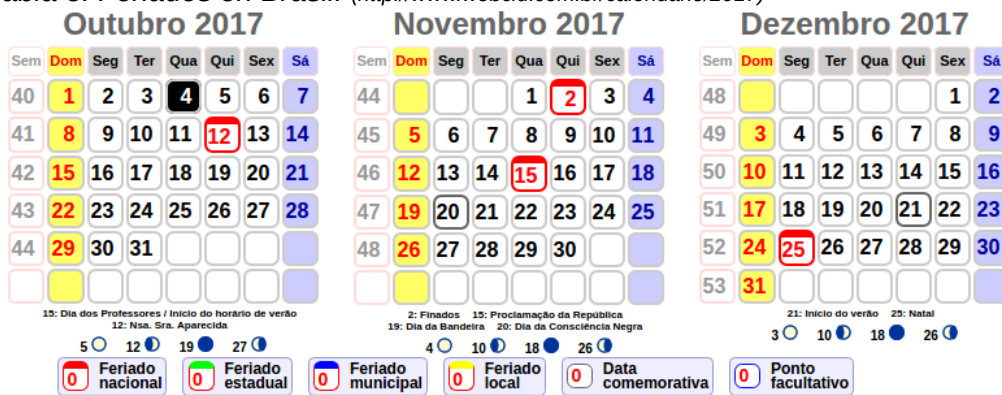 Feriados en Brasil.
Outubro 2017
Sem Dom Seg Ter Qua Qui Sex Sá
40 1 2 3 4 5 6 7
41 8 9 10 11 12 13 14
42 15 16 17 18 19 20 21
43 22 23 24 25 26 27 28
44 29 30 31
15: Dia dos Professores / Início do horário de verão
12: Nsa. Sra. Aparecida
5 12 19 27
Novembro 2017
Sem Dom Seg Ter Qua Qui Sex Sá
44 1 2 3 4
45 5 6 7 8 9 10 11
46 12 13 14 15 16 17 18
47 19 20 21 22 23 24 25
48 26 27 28 29 30
2: Finados 15: Proclamação da República
19: Dia da Bandeira 20: Dia da Consciência Negra
4 10 18 26
Dezembro 2017
Sem Dom Seg Ter Qua Qui Sex Sá
48 1 2
49 3 4 5 6 7 8 9
50 10 11 12 13 14 15 16
51 17 18 19 20 21 22 23
52 24 25 26 27 28 29 30
53 31
21: Início do verão 25: Natal
3 10 18 26
0 Feriado nacional
0 Feriado estadual
0 Feriado municipal
0 Feriado local
0 Data comemorativa
0 Ponto facultativo